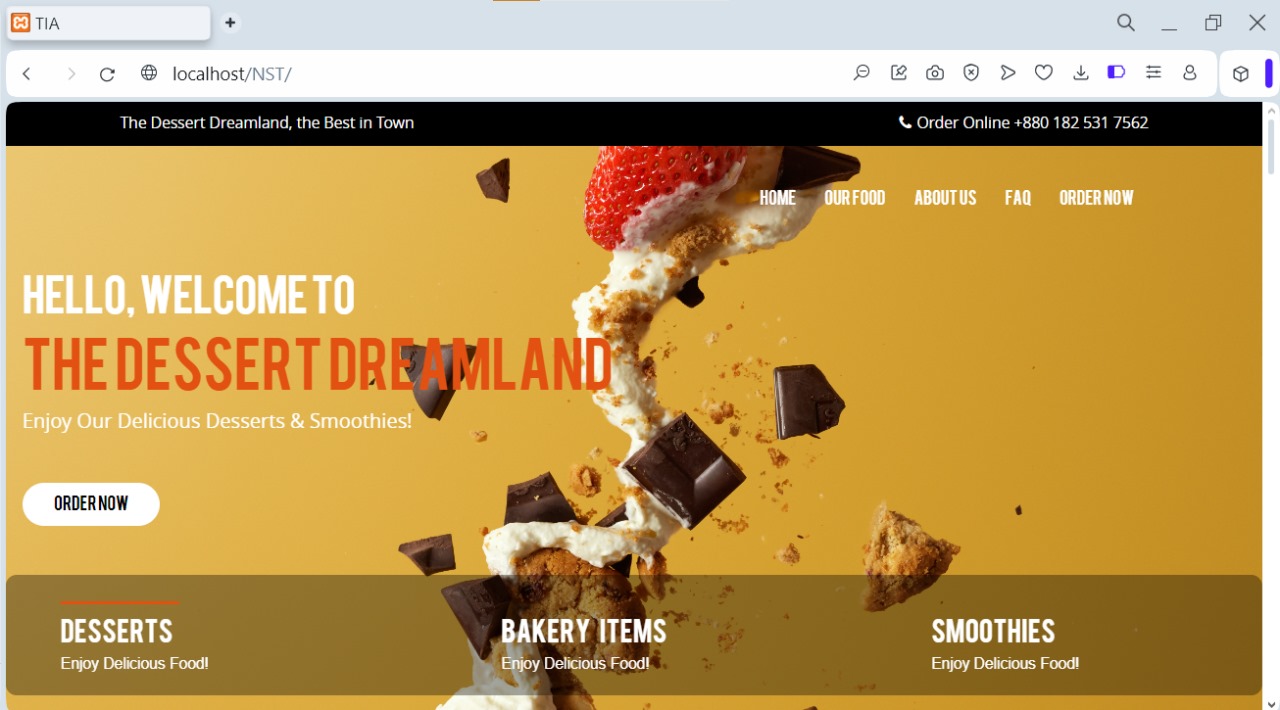 TIA
localhost/NST/
The Dessert Dreamland, the Best in Town
Order Online +880 182 531 7562
HOME OUR FOOD ABOUT US FAQ ORDER NOW
HELLO, WELCOME TO
THE DESSERT DREAMLAND
Enjoy Our Delicious Desserts & Smoothies!
ORDER NOW
DESSERTS
Enjoy Delicious Food!
BAKERY ITEMS
Enjoy Delicious Food!
SMOOTHIES
Enjoy Delicious Food!